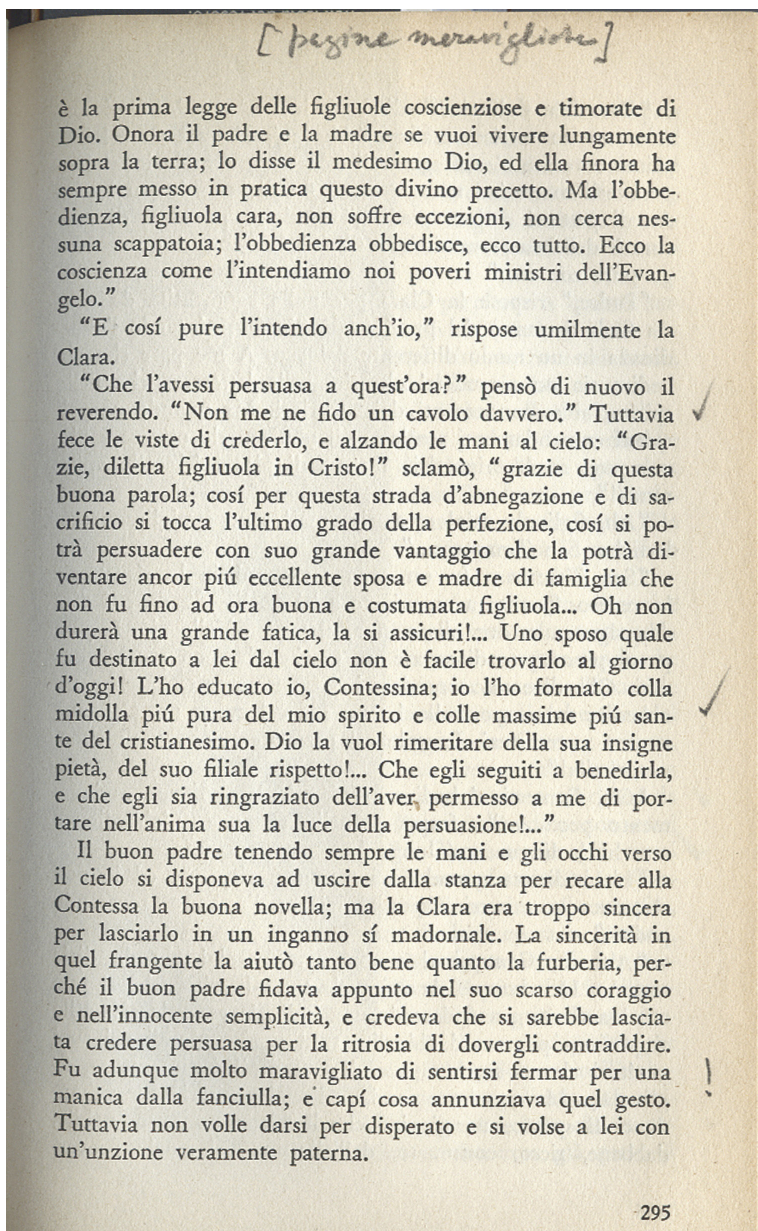 [pagine meravigliose]
è la prima legge delle figliuole coscienziose e timorate di
Dio. Onora il padre e la madre se vuoi vivere lungamente
sopra la terra; lo disse il medesimo Dio, ed ella finora ha
sempre messo in pratica questo divino precetto. Ma l'obbe-
dienza, figliuola cara, non soffre eccezioni, non cerca nes-
suna scappatoia; l'obbedienza obbedisce, ecco tutto. Ecco la
coscienza come l'intendiamo noi poveri ministri dell'Evan-
gelo."
"E cosí pure l'intendo anch'io," rispose umilmente la
Clara.
"Che l'avessi persuasa a quest'ora?" pensò di nuovo il
reverendo. "Non me ne fido un cavolo davvero." Tuttavia
fece le viste di crederlo, e alzando le mani al cielo: "Gra-
zie, diletta figliuola in Cristo!" sclamò, "grazie di questa
buona parola; cosí per questa strada d'abnegazione e di sa-
crificio si tocca l'ultimo grado della perfezione, cosí si po-
trà persuadere con suo grande vantaggio che la potrà di-
ventare ancor piú eccellente sposa e madre di famiglia che
non fu fino ad ora buona e costumata figliuola... Oh non
durerà una grande fatica, la si assicuri!... Uno sposo quale
fu destinato a lei dal cielo non è facile trovarlo al giorno
d'oggi! L'ho educato io, Contessina; io l'ho formato colla
midolla piú pura del mio spirito e colle massime piú san-
te del cristianesimo. Dio la vuol rimeritare della sua insigne
pietà, del suo filiale rispetto!... Che egli seguiti a benedirla,
e che egli sia ringraziato dell'aver permesso a me di por-
tare nell'anima sua la luce della persuasione!..."
Il buon padre tenendo sempre le mani e gli occhi verso
il cielo si disponeva ad uscire dalla stanza per recare alla
Contessa la buona novella; ma la Clara era troppo sincera
per lasciarlo in un inganno sí madornale. La sincerità in
quel frangente la aiutò tanto bene quanto la furberia, per-
ché il buon padre fidava appunto nel suo scarso coraggio
e nell'innocente semplicità, e credeva che si sarebbe lascia-
ta credere persuasa per la ritrosia di dovergli contraddire.
Fu adunque molto maravigliato di sentirsi fermar per una
manica dalla fanciulla; e capí cosa annunziava quel gesto.
Tuttavia non volle darsi per disperato e si volse a lei con
un'unzione veramente paterna.
295